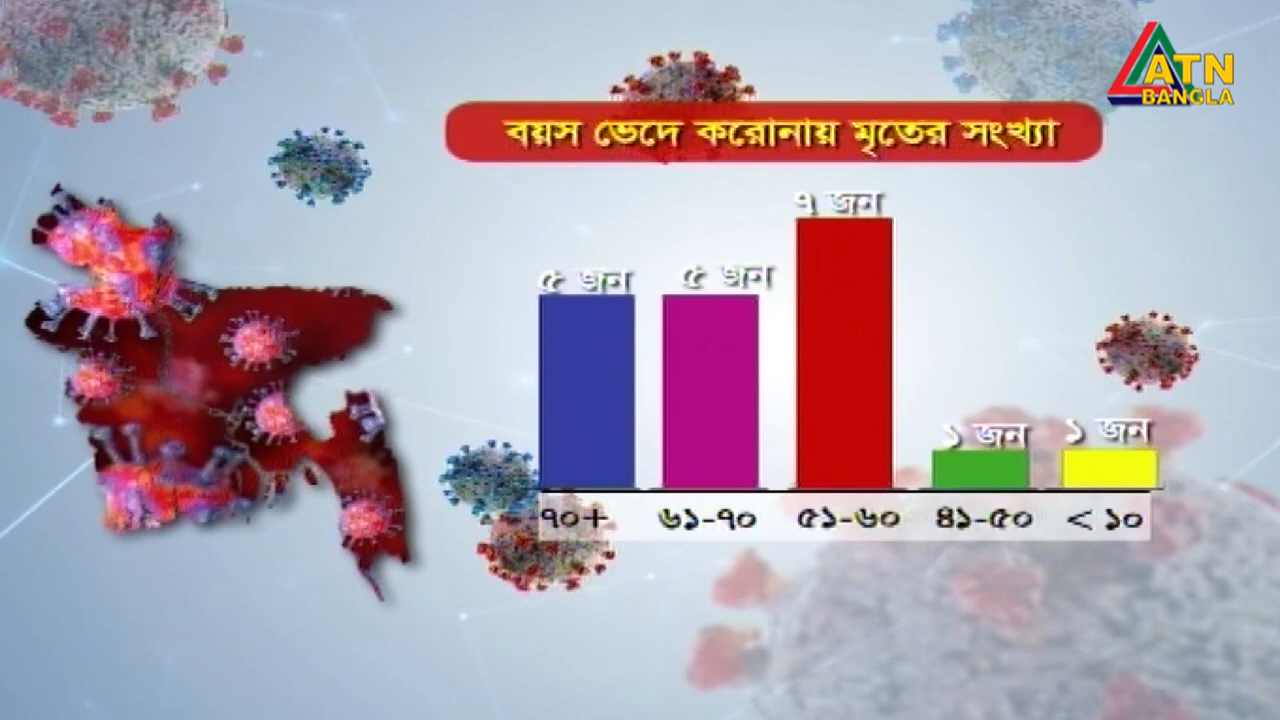 ATN
BANGLA
বয়স ভেদে করোনায় মৃতের সংখ্যা
৫ জন ৫ জন ৭ জন ১ জন ১ জন
৭০+ ৬১-৭০ ৫১-৬০ ৪১-৫০ < ১০